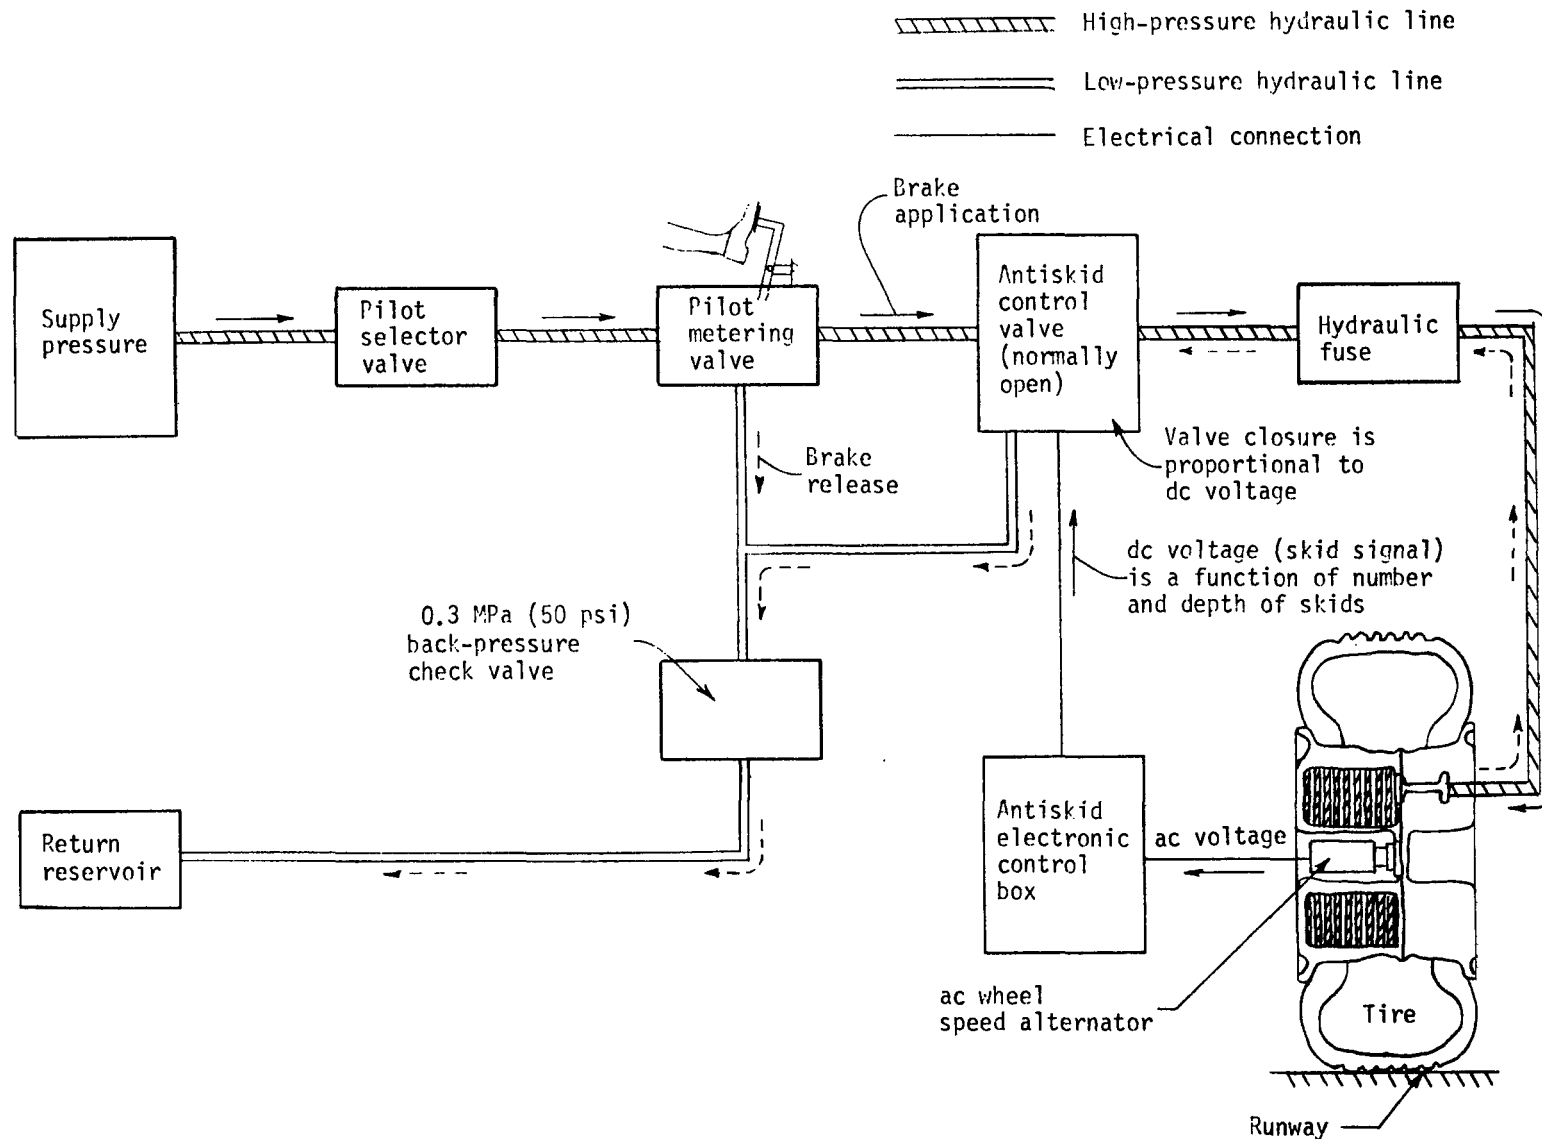 High-pressure hydraulic line
Low-pressure hydraulic line
Electrical connection
Brake
application
Supply
pressure
Pilot
selector
valve
Pilot
metering
valve
Antiskid
control
valve
(normally
open)
Hydraulic
fuse
Valve closure is
proportional to
dc voltage
Brake
release
dc voltage (skid signal)
is a function of number
and depth of skids
0.3 MPa (50 psi)
back-pressure
check valve
Return
reservoir
Antiskid
electronic
control
box
ac voltage
ac wheel
speed alternator
Tire
Runway